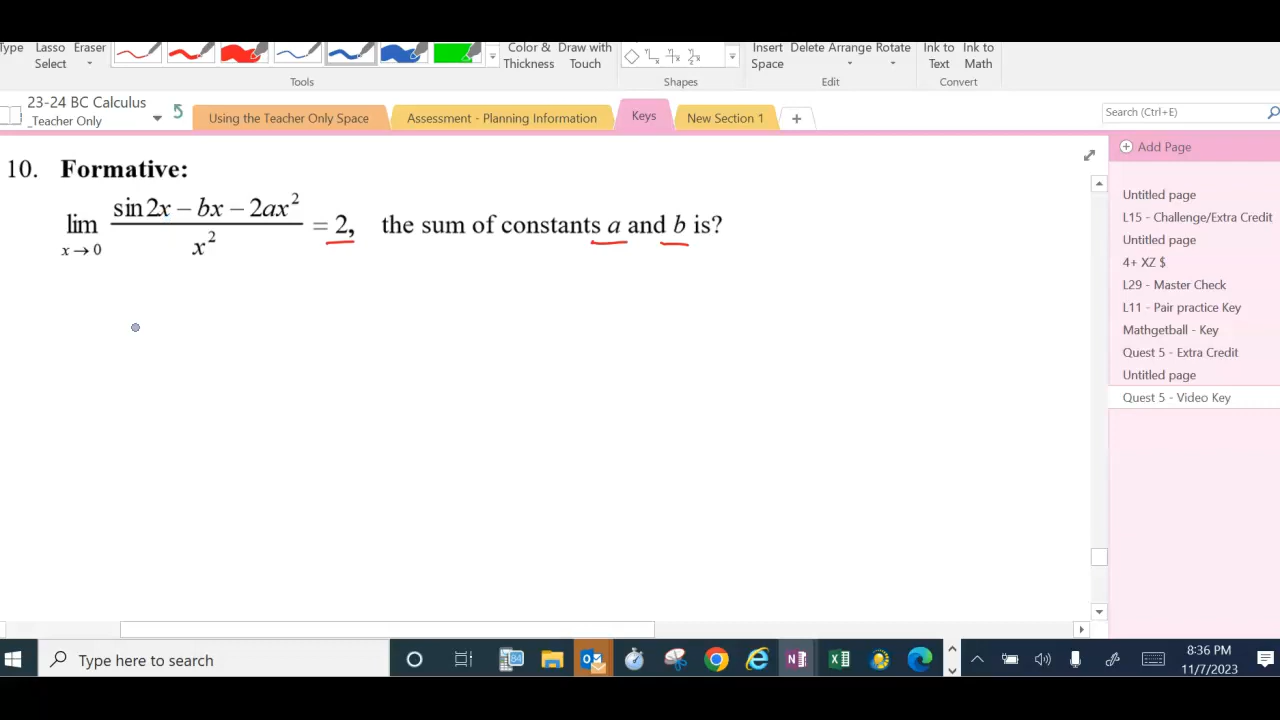 Type Lasso Select Eraser Color & Thickness Draw with Touch Insert Space Delete Arrange Rotate Ink to Text Ink to Math
Tools Shapes Edit Convert
23-24 BC Calculus
_Teacher Only
Using the Teacher Only Space Assessment - Planning Information Keys New Section 1 +
Search (Ctrl+E)
Add Page
10. Formative:
lim x → 0 (sin 2x − bx − 2ax²) / x² = 2, the sum of constants a and b is?
Untitled page
L15 - Challenge/Extra Credit
Untitled page
4+ XZ $
L29 - Master Check
L11 - Pair practice Key
Mathgetball - Key
Quest 5 - Extra Credit
Untitled page
Quest 5 - Video Key
Type here to search
84
8:36 PM
11/7/2023